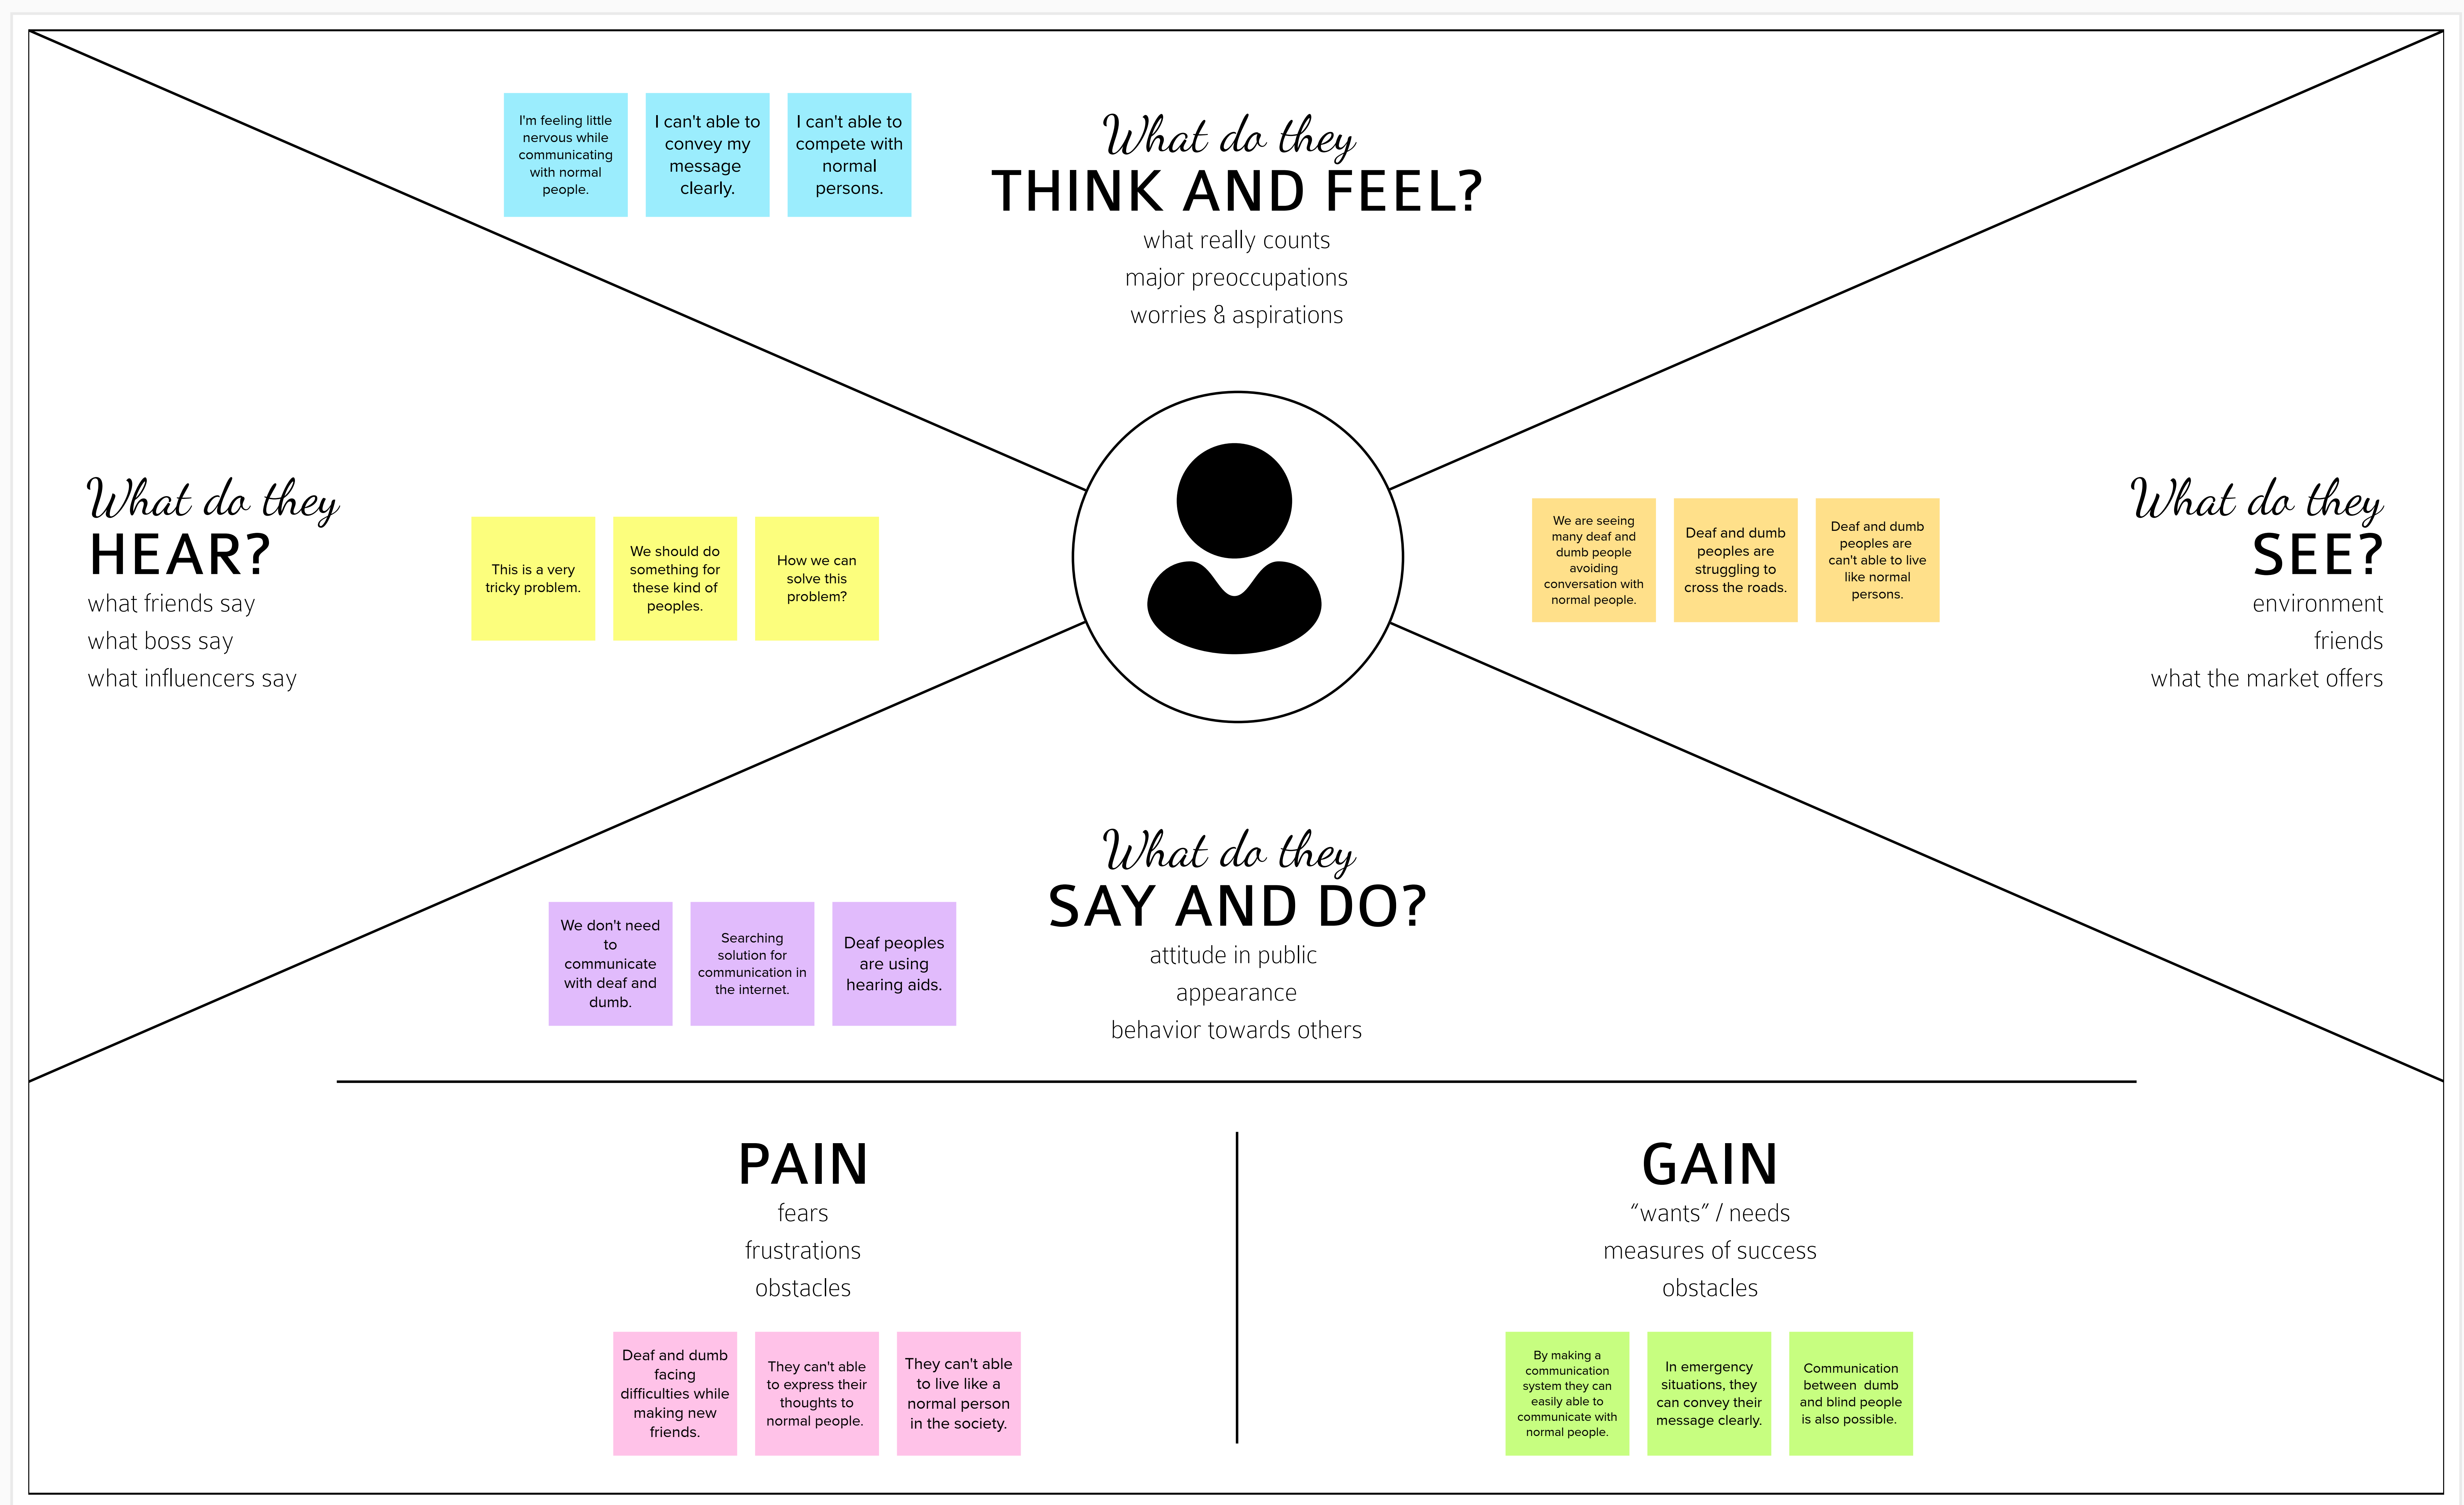 I'm feeling little
nervous while
communicating
with normal
people.
I can't able to
convey my
message
clearly.
I can't able to
compete with
normal
persons.
What do they
THINK AND FEEL?
what really counts
major preoccupations
worries & aspirations
What do they
HEAR?
what friends say
what boss say
what influencers say
This is a very
tricky problem.
We should do
something for
these kind of
peoples.
How we can
solve this
problem?
We are seeing
many deaf and
dumb people
avoiding
conversation with
normal people.
Deaf and dumb
peoples are
struggling to
cross the roads.
Deaf and dumb
peoples are
can't able to live
like normal
persons.
What do they
SEE?
environment
friends
what the market offers
What do they
SAY AND DO?
attitude in public
appearance
behavior towards others
We don't need
to
communicate
with deaf and
dumb.
Searching
solution for
communication in
the internet.
Deaf peoples
are using
hearing aids.
PAIN
fears
frustrations
obstacles
Deaf and dumb
facing
difficulties while
making new
friends.
They can't able
to express their
thoughts to
normal people.
They can't able
to live like a
normal person
in the society.
GAIN
“wants” / needs
measures of success
obstacles
By making a
communication
system they can
easily able to
communicate with
normal people.
In emergency
situations, they
can convey their
message clearly.
Communication
between  dumb
and blind people
is also possible.